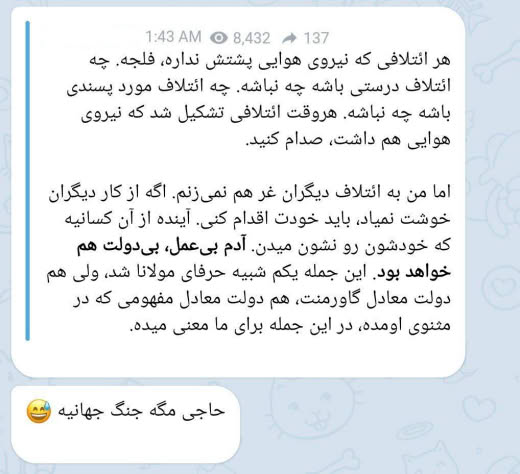 1:43 AM 8,432 137
هر ائتلافی که نیروی هوایی پشتش نداره، فلجه. چه
ائتلاف درستی باشه چه نباشه. چه ائتلاف مورد پسندی
باشه چه نباشه. هروقت ائتلافی تشکیل شد که نیروی
هوایی هم داشت، صدام کنید.
اما من به ائتلاف دیگران غر هم نمی‌زنم. اگه از کار دیگران
خوشت نمیاد، باید خودت اقدام کنی. آینده از آن کسانیه
که خودشون رو نشون میدن. آدم بی‌عمل، بی‌دولت هم
خواهد بود. این جمله یکم شبیه حرفای مولانا شد، ولی هم
دولت معادل گاورمنت، هم دولت معادل مفهومی که در
مثنوی اومده، در این جمله برای ما معنی میده.
حاجی مگه جنگ جهانیه 😅